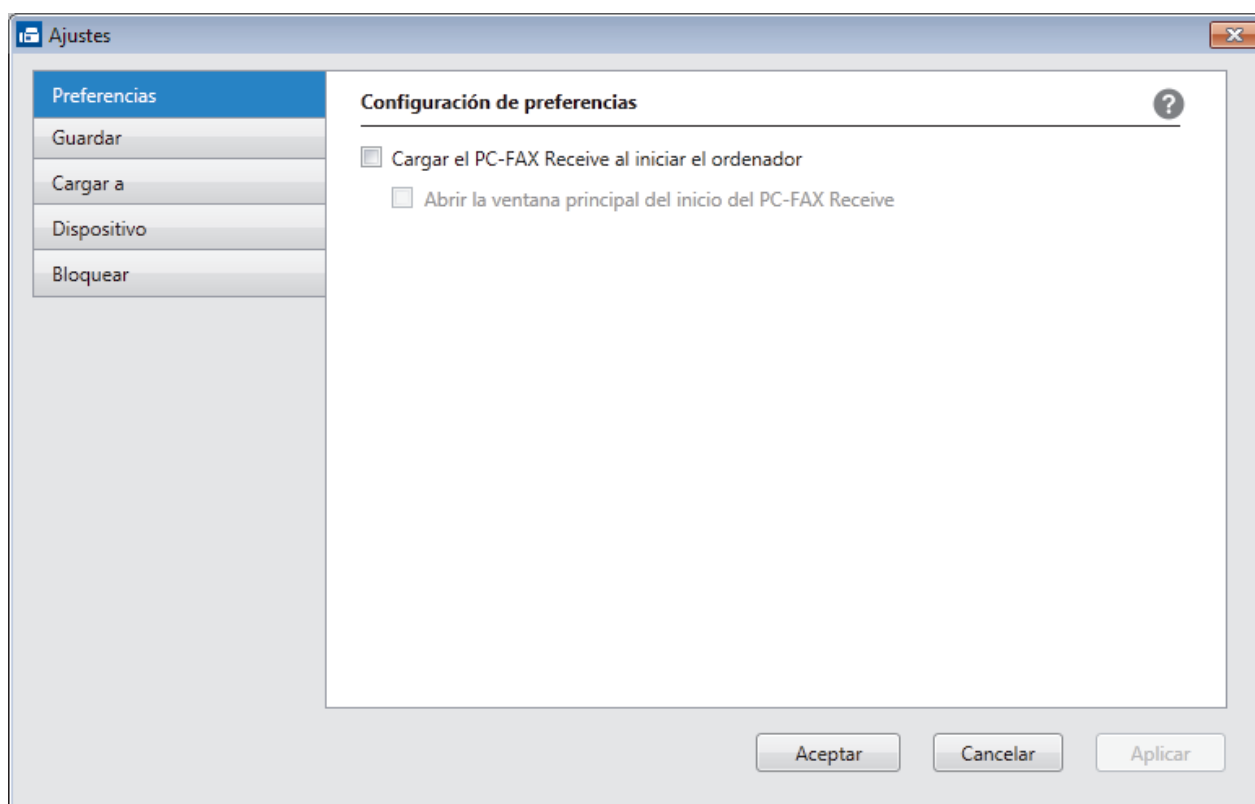 Ajustes
Preferencias
Guardar
Cargar a
Dispositivo
Bloquear
Configuración de preferencias
?
Cargar el PC-FAX Receive al iniciar el ordenador
Abrir la ventana principal del inicio del PC-FAX Receive
Aceptar
Cancelar
Aplicar